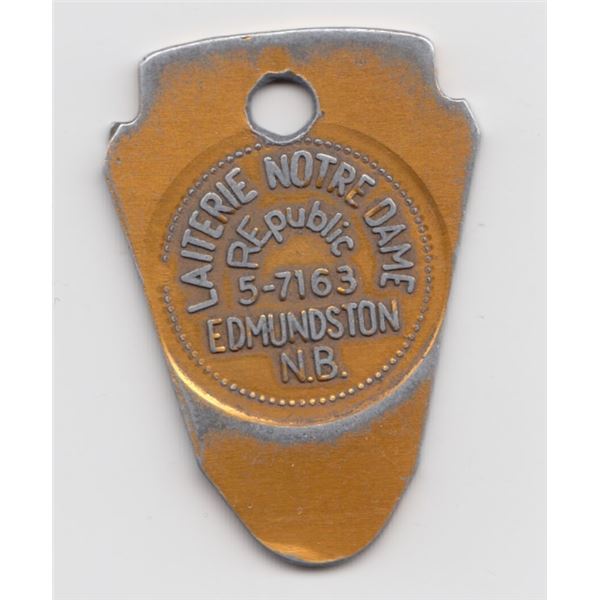 LAITERIE NOTRE DAME
REpublic
5-7163
EDMUNDSTON
N.B.